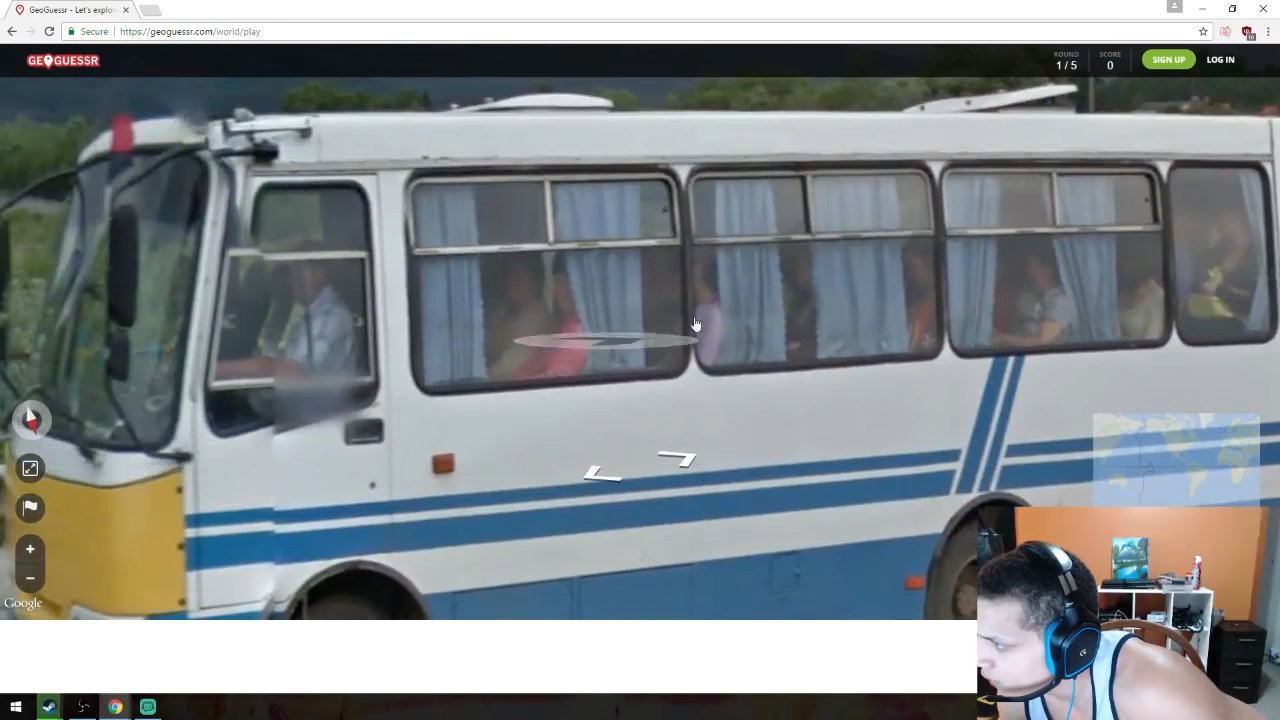 GeoGuessr - Let's explor
Secure https://geoguessr.com/world/play
GEOGUESSR
ROUND
1 / 5
SCORE
0
SIGN UP
LOG IN
Google